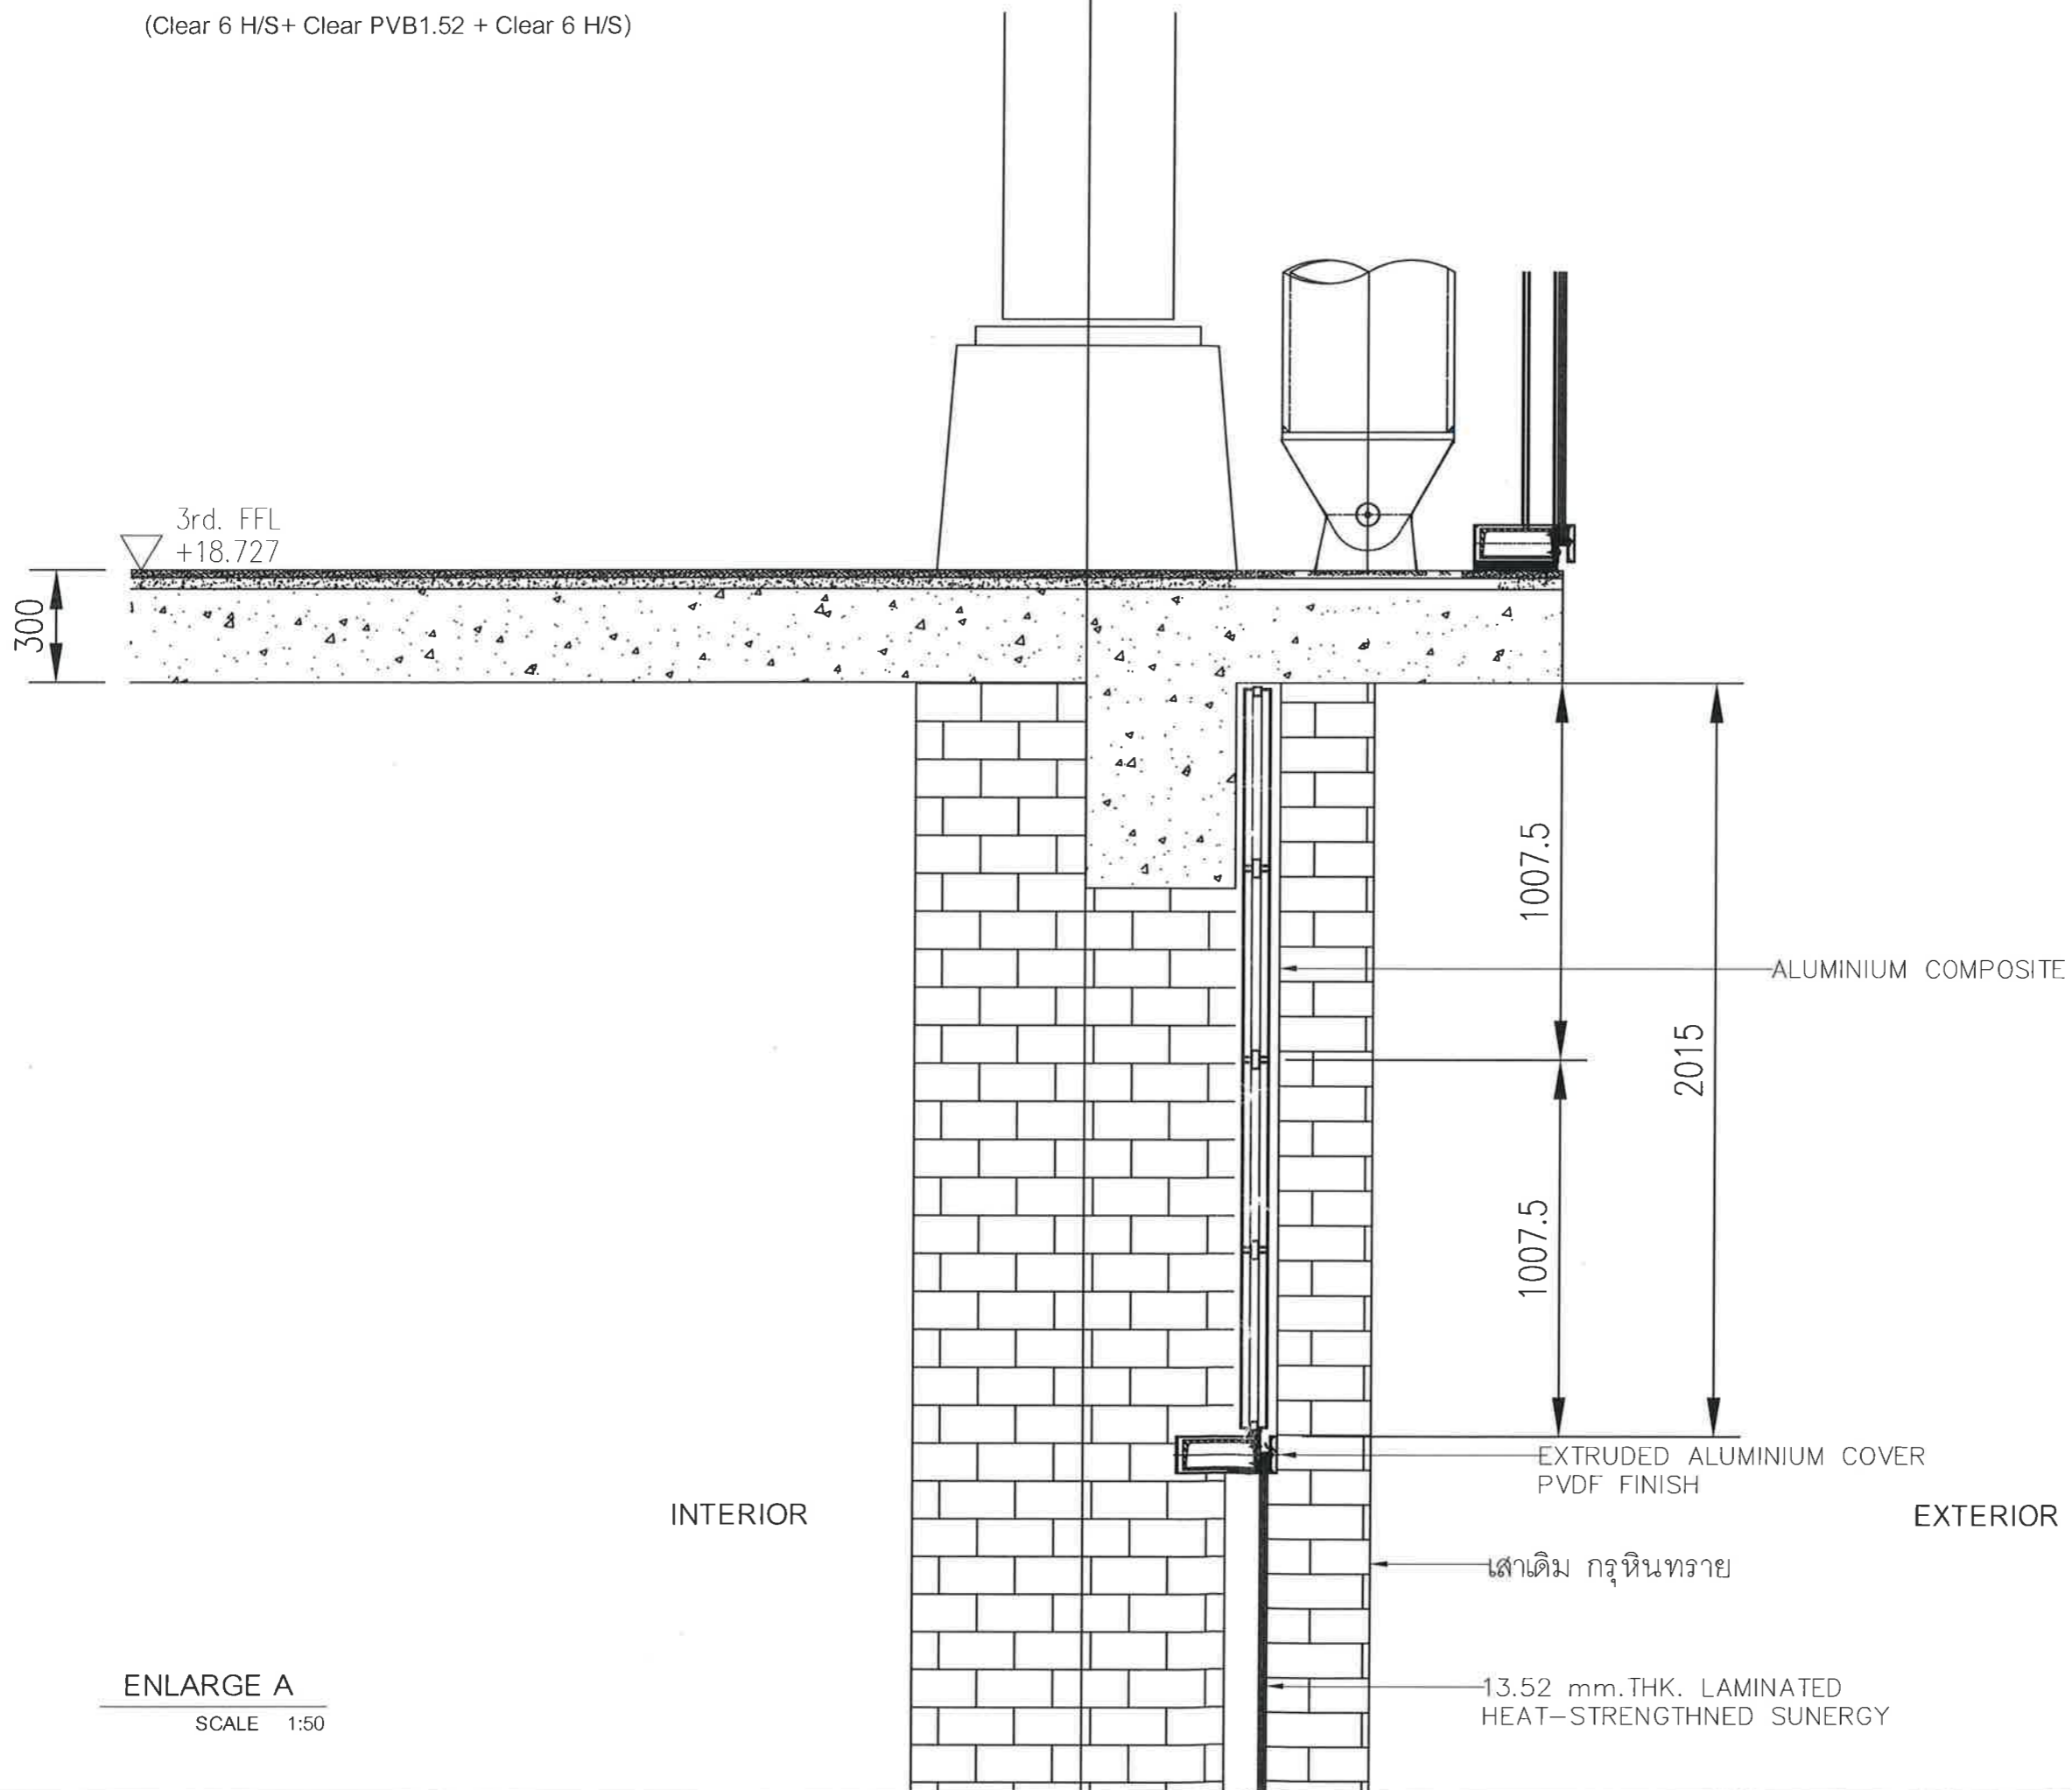 (Clear 6 H/S+ Clear PVB1.52 + Clear 6 H/S)
3rd. FFL
+18.727
300
1007.5
ALUMINIUM COMPOSITE
2015
1007.5
EXTRUDED ALUMINIUM COVER
PVDF FINISH
INTERIOR
EXTERIOR
เสาเดิม กรุหินทราย
ENLARGE A
SCALE 1:50
13.52 mm.THK. LAMINATED
HEAT-STRENGTHNED SUNERGY